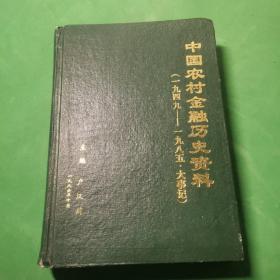 中国农村金融历史资料
（一九四九——一九八五·大事记）
主编 卢汉川